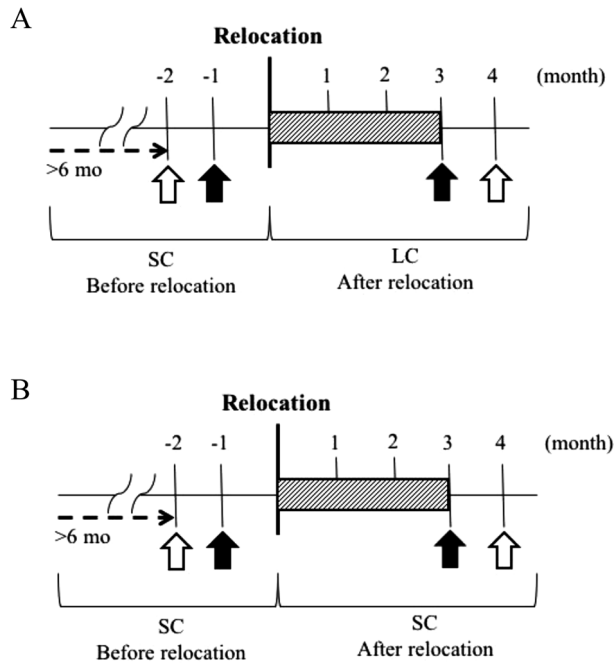 A
Relocation
-2 -1 1 2 3 4 (month)
>6 mo
SC LC
Before relocation After relocation
B
Relocation
-2 -1 1 2 3 4 (month)
>6 mo
SC SC
Before relocation After relocation